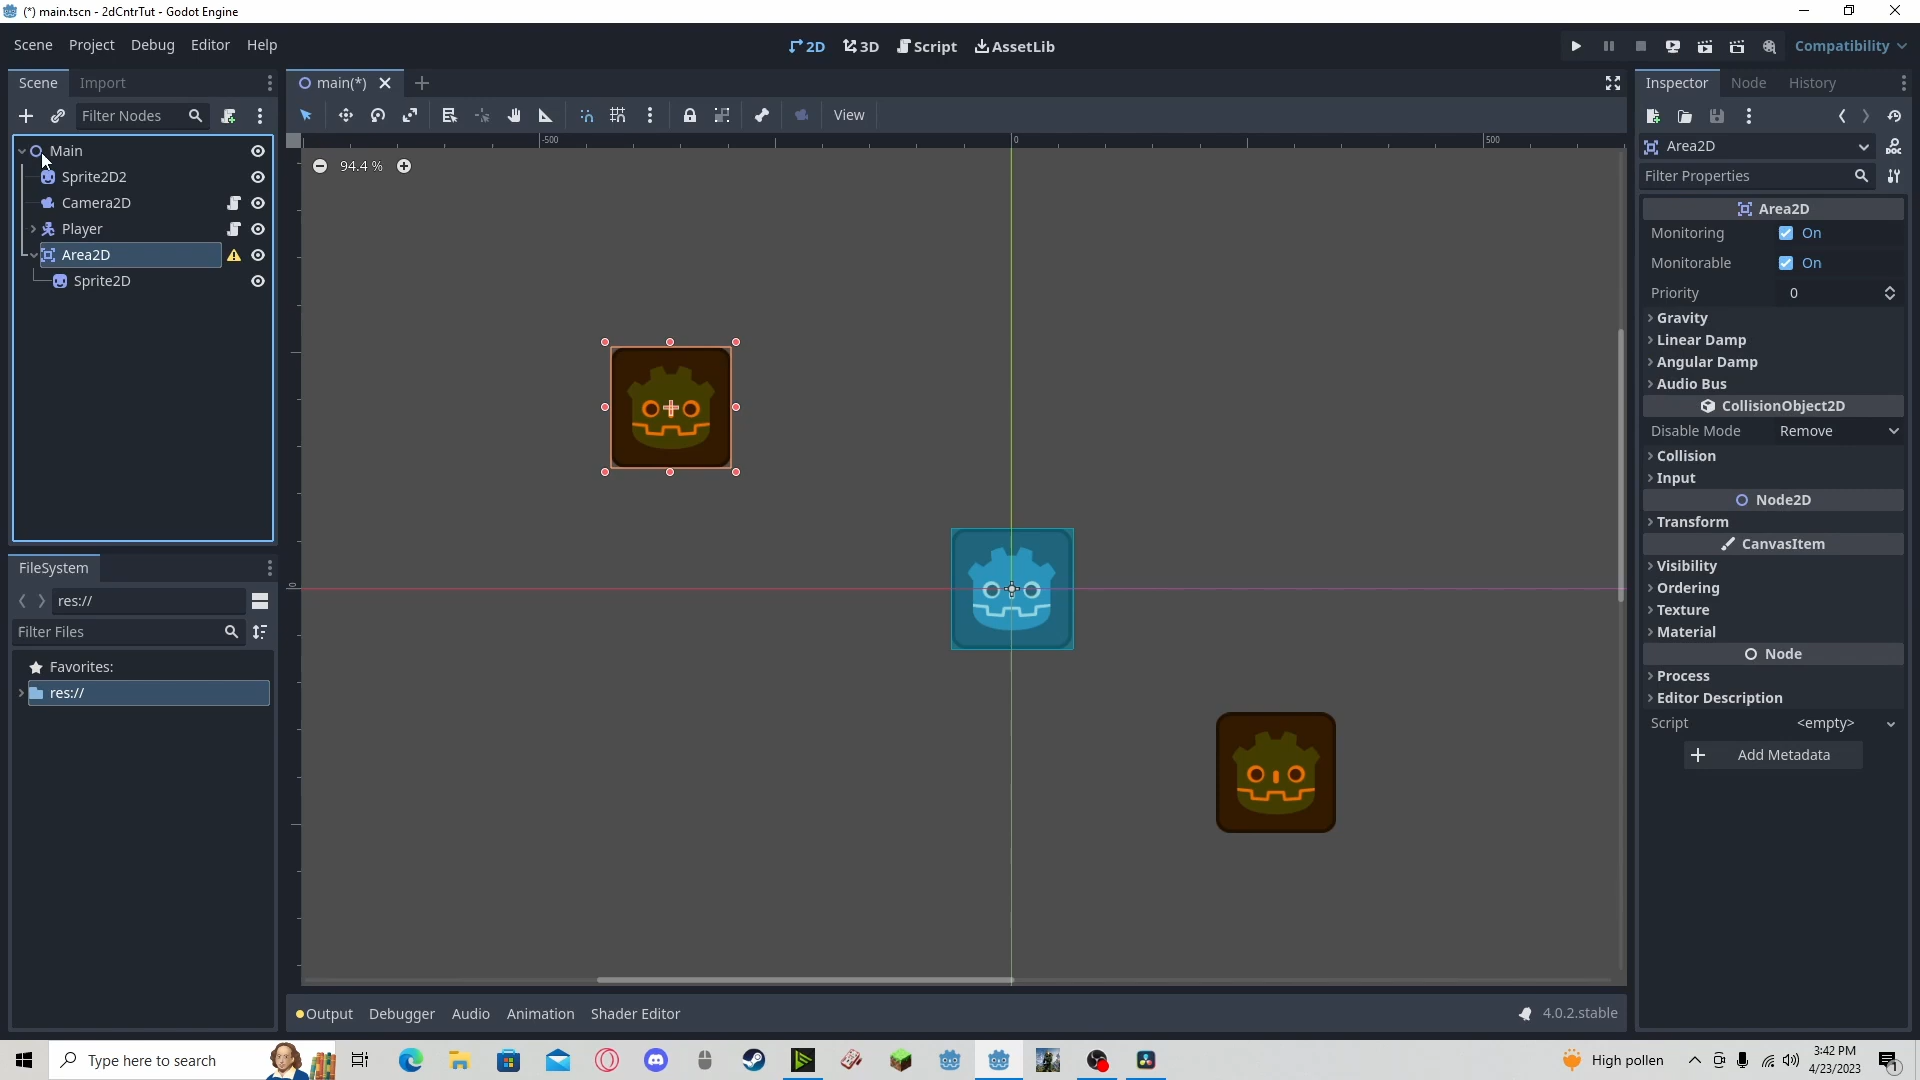 (*) main.tscn - 2dCntrTut - Godot Engine
Scene Project Debug Editor Help
2D 3D Script AssetLib
Compatibility
Scene Import
main(*)
Inspector Node History
Filter Nodes
View
Area2D
Filter Properties
Main
Sprite2D2
Camera2D
Player
Area2D
Sprite2D
-500 0 500
94.4 %
0
Area2D
Monitoring On
Monitorable On
Priority 0
Gravity
Linear Damp
Angular Damp
Audio Bus
CollisionObject2D
Disable Mode Remove
Collision
Input
Node2D
Transform
CanvasItem
Visibility
Ordering
Texture
Material
Node
Process
Editor Description
Script <empty>
Add Metadata
FileSystem
res://
Filter Files
Favorites:
res://
Output Debugger Audio Animation Shader Editor
4.0.2.stable
Type here to search
High pollen
3:42 PM
4/23/2023
1